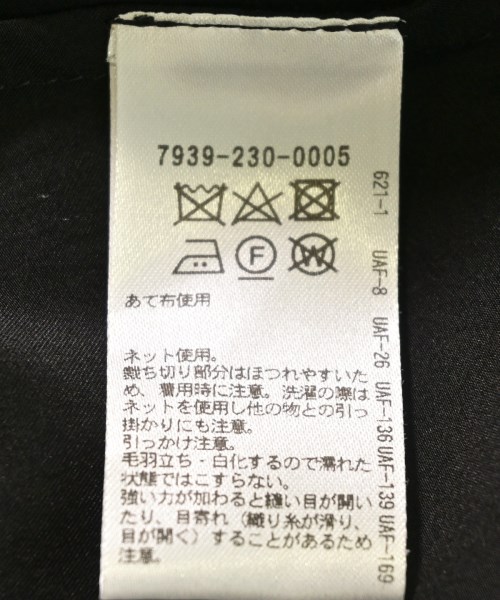 7939-230-0005
F W
あて布使用
ネット使用。
裁ち切り部分はほつれやすいた
め、着用時に注意。洗濯の際は
ネットを使用し他の物との引っ
掛かりにも注意。
引っかけ注意。
毛羽立ち・白化するので濡れた
状態ではこすらない。
強い力が加わると縫い目が開い
たり、目寄れ（織り糸が滑り、
目が開く）することがあるため
注意。
621-1 UAF-8 UAF-26 UAF-136 UAF-139 UAF-169